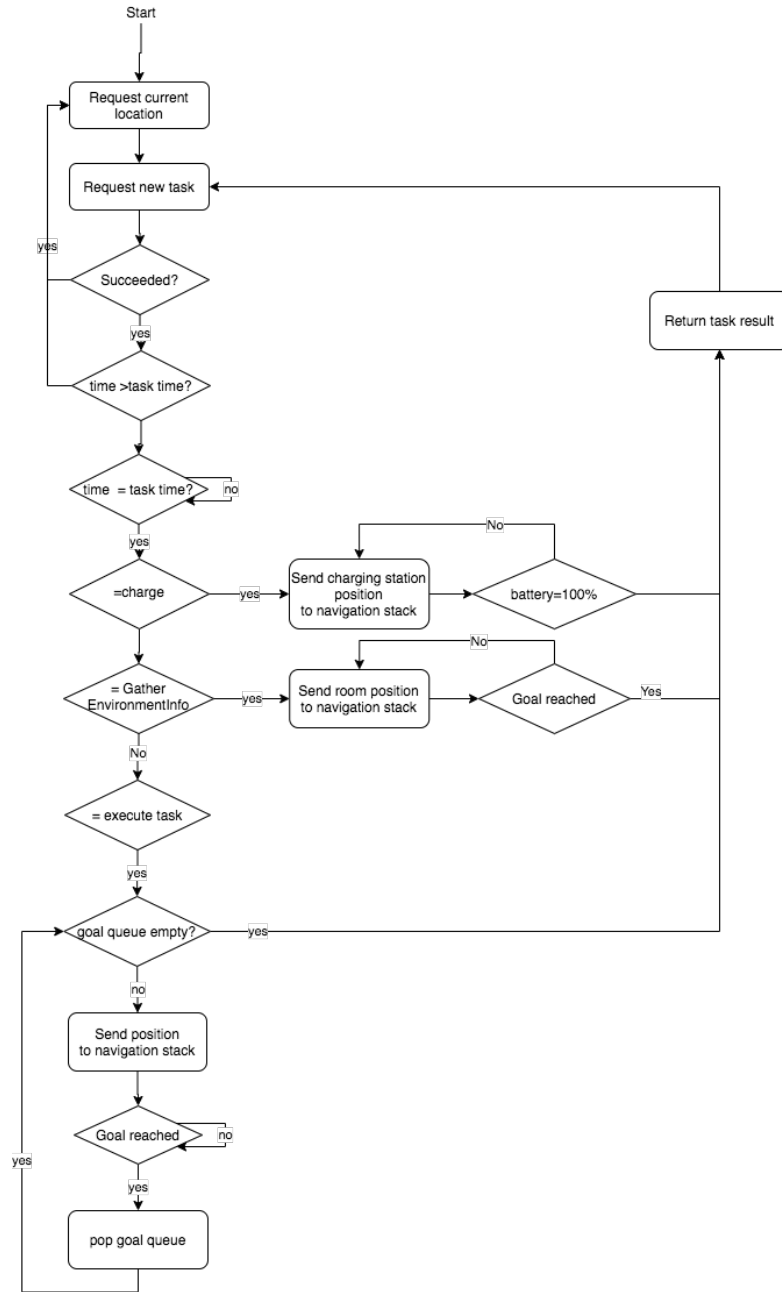 Start
Request current
location
Request new task
yes
Succeeded?
Return task result
yes
time >task time?
time = task time?
no
yes
No
=charge
yes
Send charging station
position
to navigation stack
battery=100%
No
= Gather
EnvironmentInfo
yes
Send room position
to navigation stack
Goal reached
Yes
No
= execute task
yes
goal queue empty?
yes
no
Send position
to navigation stack
Goal reached
no
yes
yes
pop goal queue